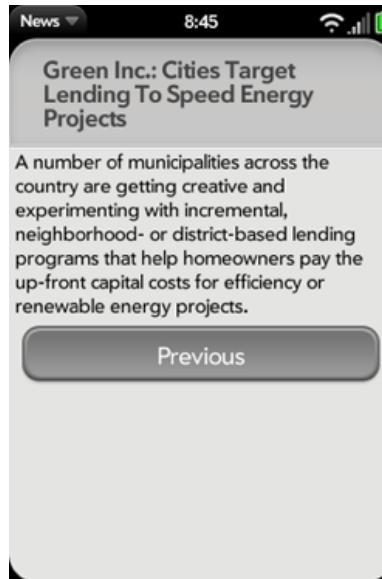 News
8:45
Green Inc.: Cities Target
Lending To Speed Energy
Projects
A number of municipalities across the
country are getting creative and
experimenting with incremental,
neighborhood- or district-based lending
programs that help homeowners pay the
up-front capital costs for efficiency or
renewable energy projects.
Previous